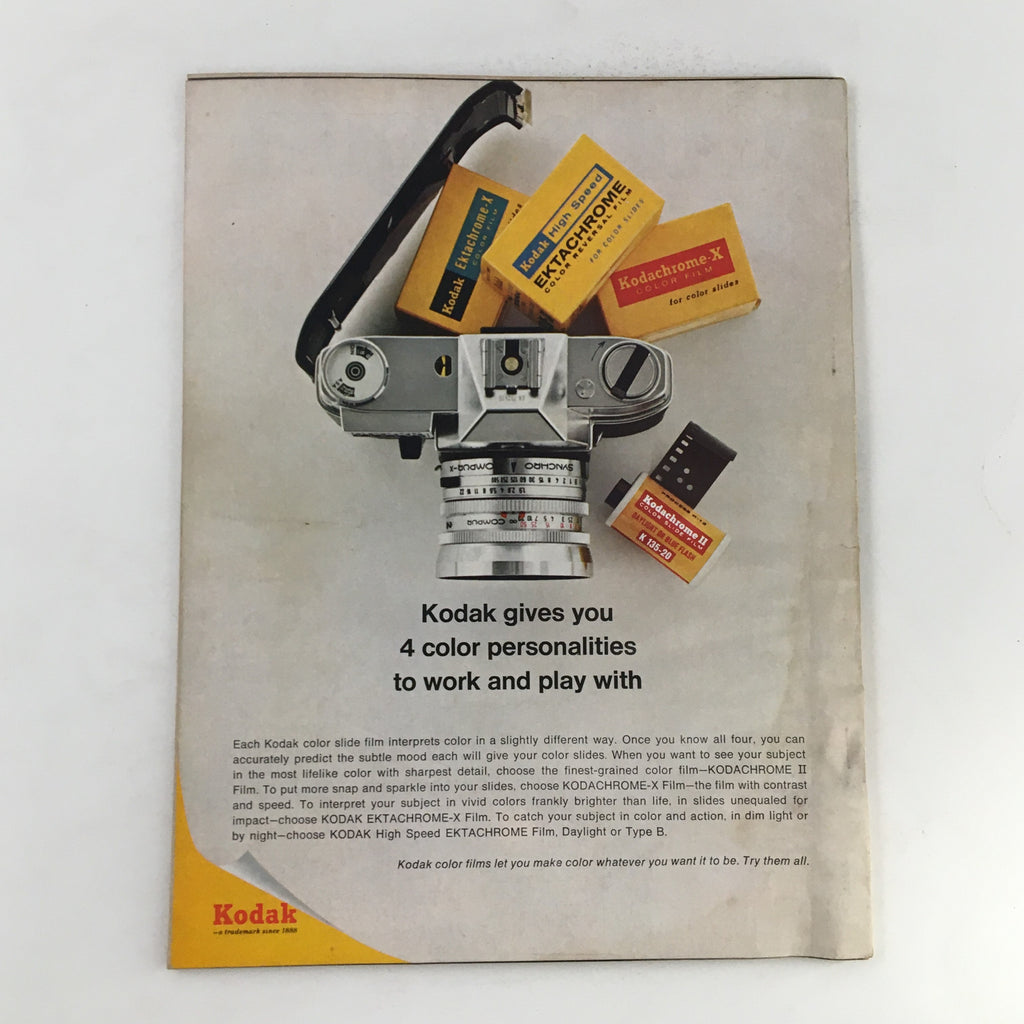 Kodak Ektachrome-X
COLOR FILM
Kodak High Speed
EKTACHROME
COLOR REVERSAL FILM
FOR COLOR SLIDES
Kodachrome-X
COLOR FILM
for color slides
SYNCHRO COMPUR-X
COMPUR
Kodachrome II
COLOR SLIDE FILM
DAYLIGHT OR BLUE FLASH
K 135-20
Kodak gives you
4 color personalities
to work and play with
Each Kodak color slide film interprets color in a slightly different way. Once you know all four, you can
accurately predict the subtle mood each will give your color slides. When you want to see your subject
in the most lifelike color with sharpest detail, choose the finest-grained color film—KODACHROME II
Film. To put more snap and sparkle into your slides, choose KODACHROME-X Film—the film with contrast
and speed. To interpret your subject in vivid colors frankly brighter than life, in slides unequaled for
impact—choose KODAK EKTACHROME-X Film. To catch your subject in color and action, in dim light or
by night—choose KODAK High Speed EKTACHROME Film, Daylight or Type B.
Kodak color films let you make color whatever you want it to be. Try them all.
Kodak
—a trademark since 1888